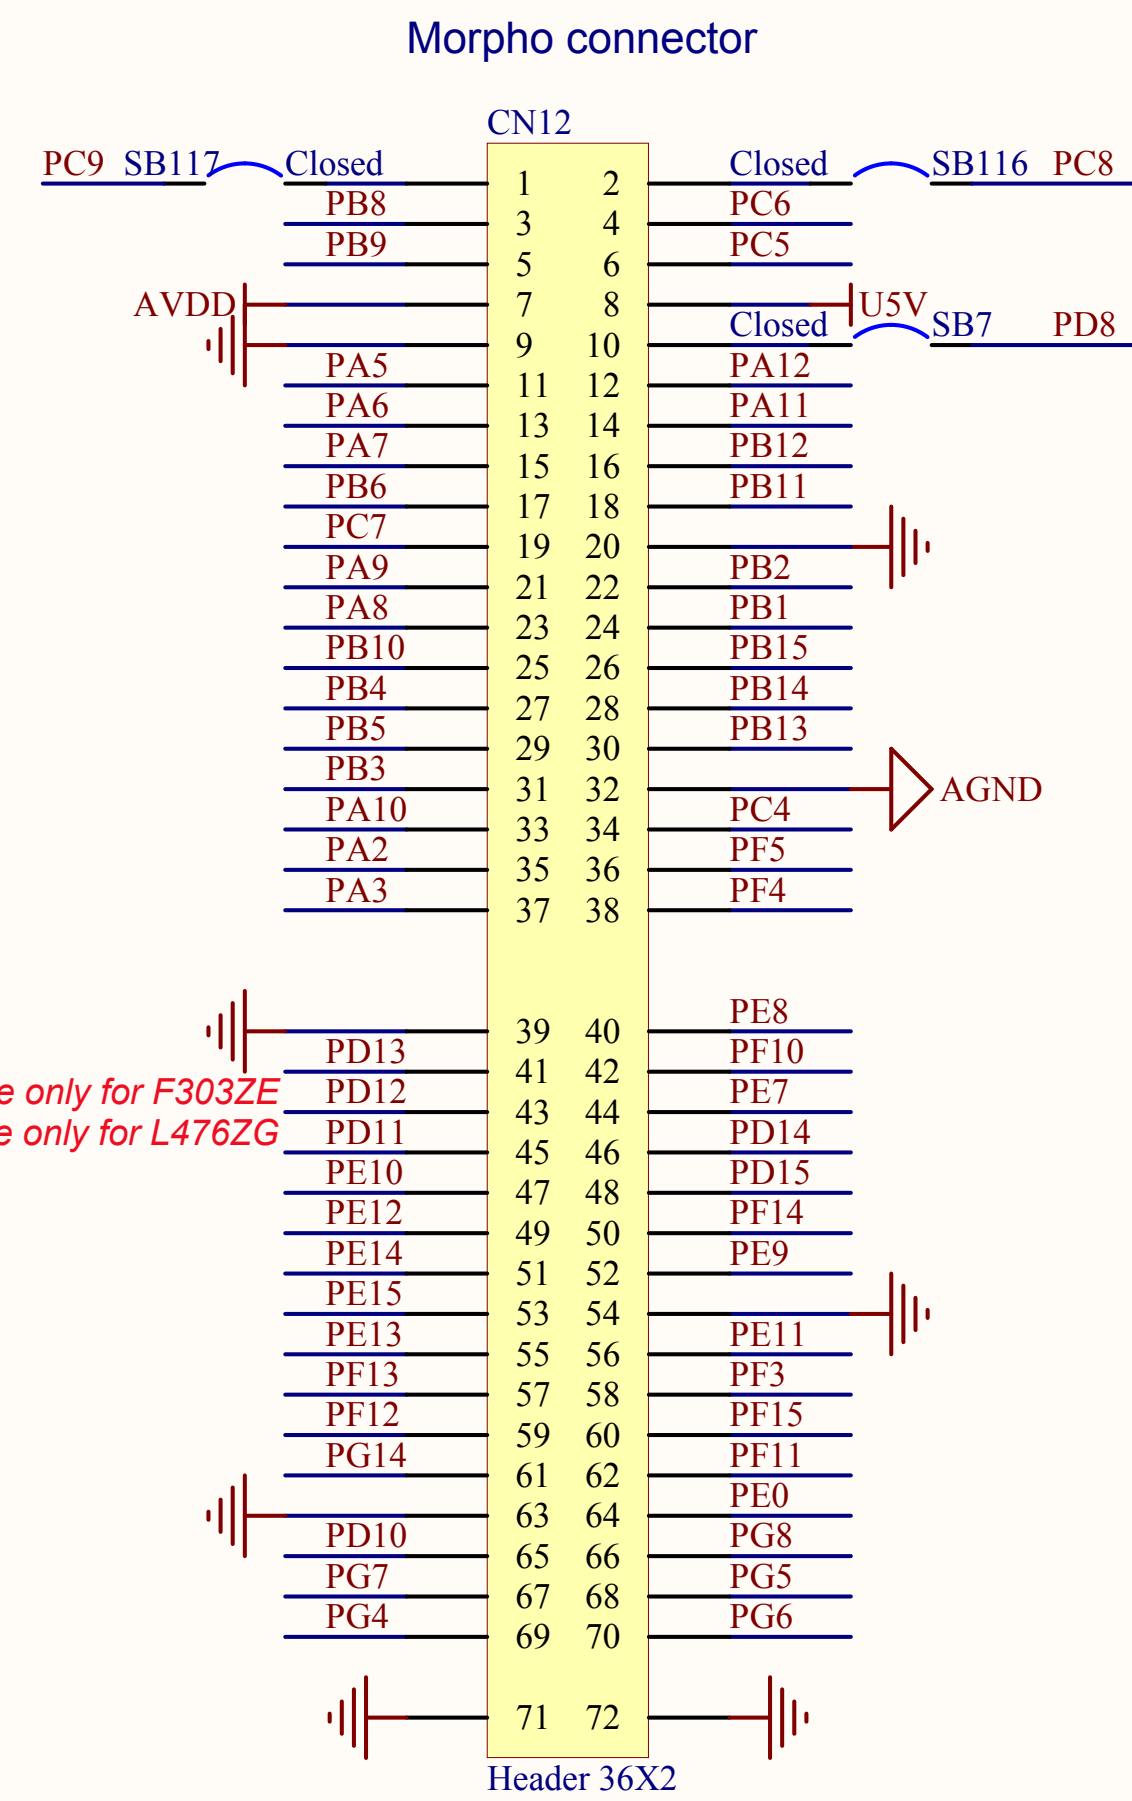 Morpho connector
CN12
PC9 SB117 Closed 1 2 Closed SB116 PC8
PB8 3 4 PC6
PB9 5 6 PC5
AVDD 7 8 U5V
9 10 Closed SB7 PD8
PA5 11 12 PA12
PA6 13 14 PA11
PA7 15 16 PB12
PB6 17 18 PB11
PC7 19 20
PA9 21 22 PB2
PA8 23 24 PB1
PB10 25 26 PB15
PB4 27 28 PB14
PB5 29 30 PB13
PB3 31 32 AGND
PA10 33 34 PC4
PA2 35 36 PF5
PA3 37 38 PF4
39 40 PE8
PD13 41 42 PF10
e only for F303ZE PD12 43 44 PE7
e only for L476ZG PD11 45 46 PD14
PE10 47 48 PD15
PE12 49 50 PF14
PE14 51 52 PE9
PE15 53 54
PE13 55 56 PE11
PF13 57 58 PF3
PF12 59 60 PF15
PG14 61 62 PF11
63 64 PE0
PD10 65 66 PG8
PG7 67 68 PG5
PG4 69 70 PG6
71 72
Header 36X2